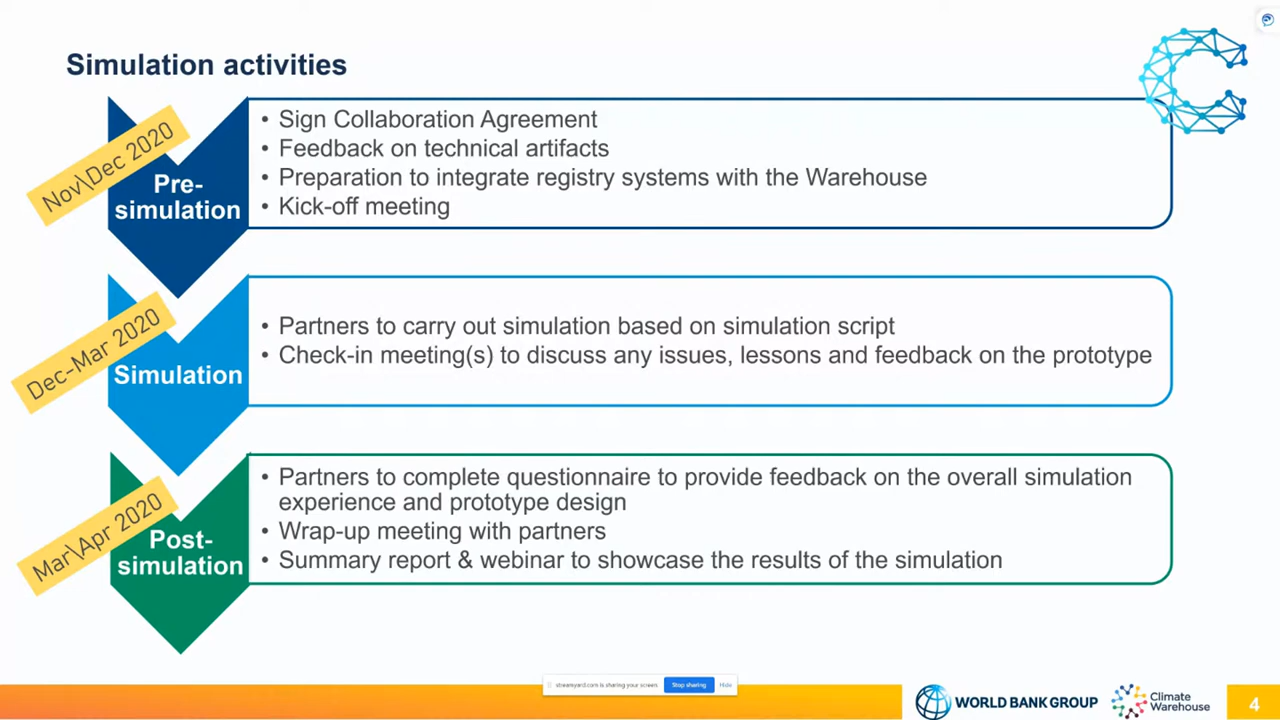 Simulation activities
Nov\Dec 2020
Pre-
simulation
• Sign Collaboration Agreement
• Feedback on technical artifacts
• Preparation to integrate registry systems with the Warehouse
• Kick-off meeting
Dec-Mar 2020
Simulation
• Partners to carry out simulation based on simulation script
• Check-in meeting(s) to discuss any issues, lessons and feedback on the prototype
Mar\Apr 2020
Post-
simulation
• Partners to complete questionnaire to provide feedback on the overall simulation
experience and prototype design
• Wrap-up meeting with partners
• Summary report & webinar to showcase the results of the simulation
streamyard.com is sharing your screen. Stop sharing Hide
WORLD BANK GROUP
Climate
Warehouse
4